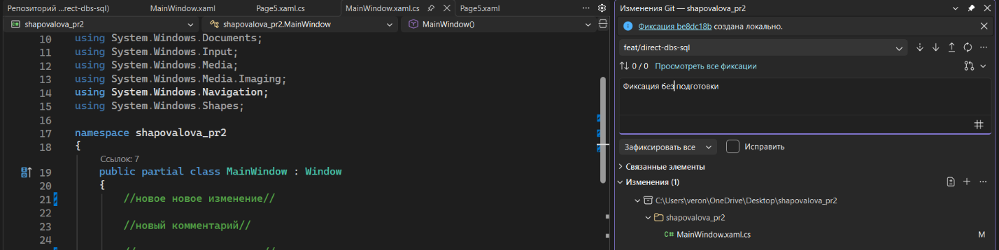 Репозиторий ...rect-dbs-sql)
MainWindow.xaml
Page5.xaml.cs
MainWindow.xaml.cs
Page5.xaml
shapovalova_pr2
shapovalova_pr2.MainWindow
MainWindow()
10 using System.Windows.Documents;
11 using System.Windows.Input;
12 using System.Windows.Media;
13 using System.Windows.Media.Imaging;
14 using System.Windows.Navigation;
15 using System.Windows.Shapes;
16
17 namespace shapovalova_pr2
18 {
Ссылок: 7
19 public partial class MainWindow : Window
20 {
21 //новое новое изменение//
22
23 //новый комментарий//
24
Изменения Git — shapovalova_pr2
Фиксация be8dc18b создана локально.
feat/direct-dbs-sql
0 / 0 Просмотреть все фиксации
Фиксация без подготовки
Зафиксировать все
Исправить
Связанные элементы
Изменения (1)
C:\Users\veron\OneDrive\Desktop\shapovalova_pr2
shapovalova_pr2
C# MainWindow.xaml.cs M